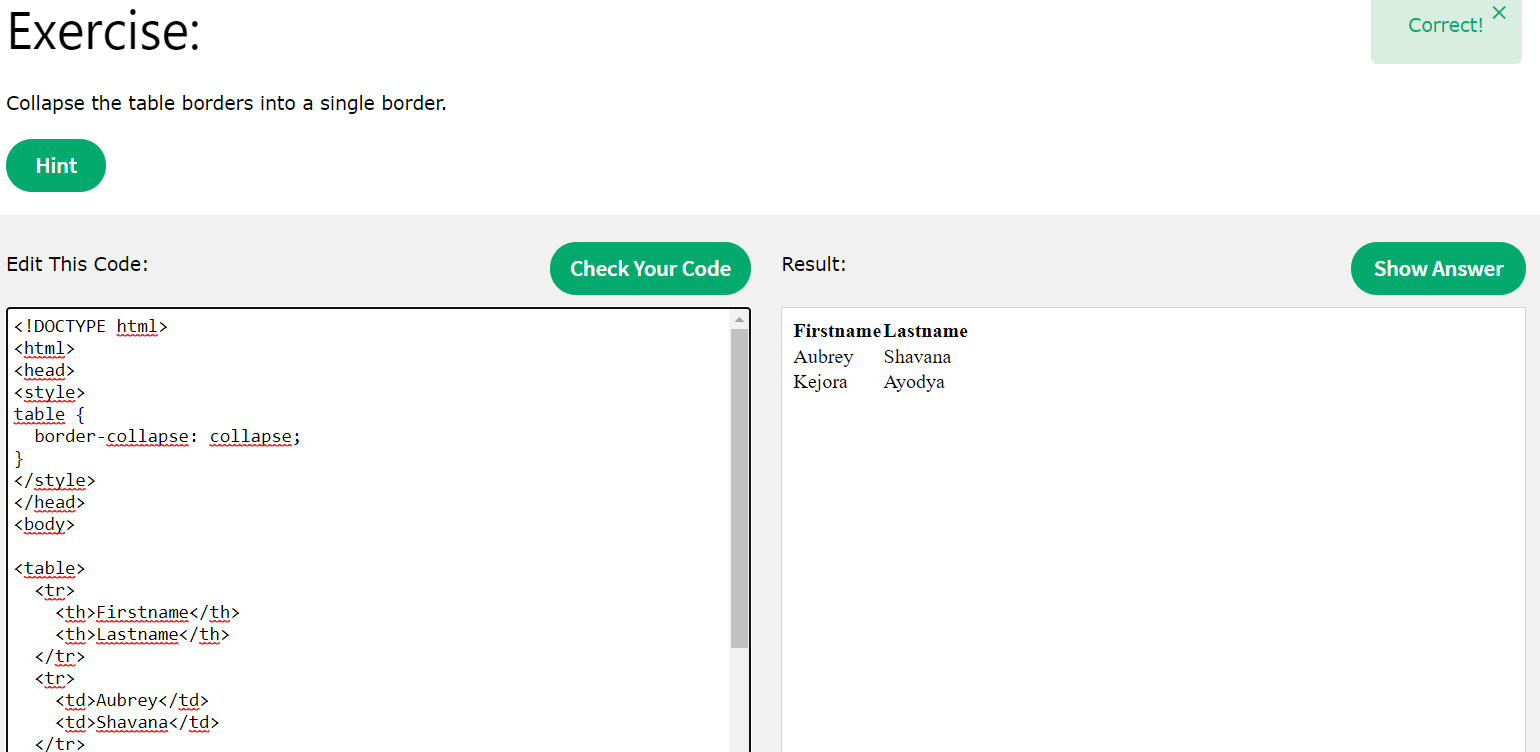 Exercise:
Correct!
Collapse the table borders into a single border.
Hint
Edit This Code:
Check Your Code
<!DOCTYPE html>
<html>
<head>
<style>
table {
  border-collapse: collapse;
}
</style>
</head>
<body>

<table>
  <tr>
    <th>Firstname</th>
    <th>Lastname</th>
  </tr>
  <tr>
    <td>Aubrey</td>
    <td>Shavana</td>
  </tr>
Result:
Show Answer
Firstname Lastname
Aubrey Shavana
Kejora Ayodya